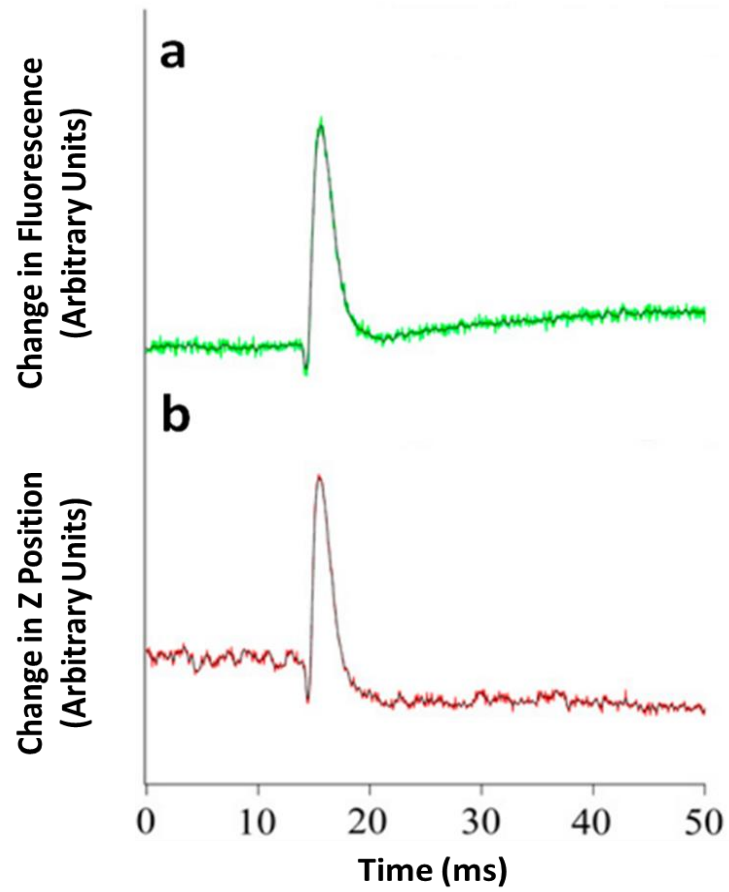 a
Change in Fluorescence
(Arbitrary Units)
b
Change in Z Position
(Arbitrary Units)
0 10 20 30 40 50
Time (ms)